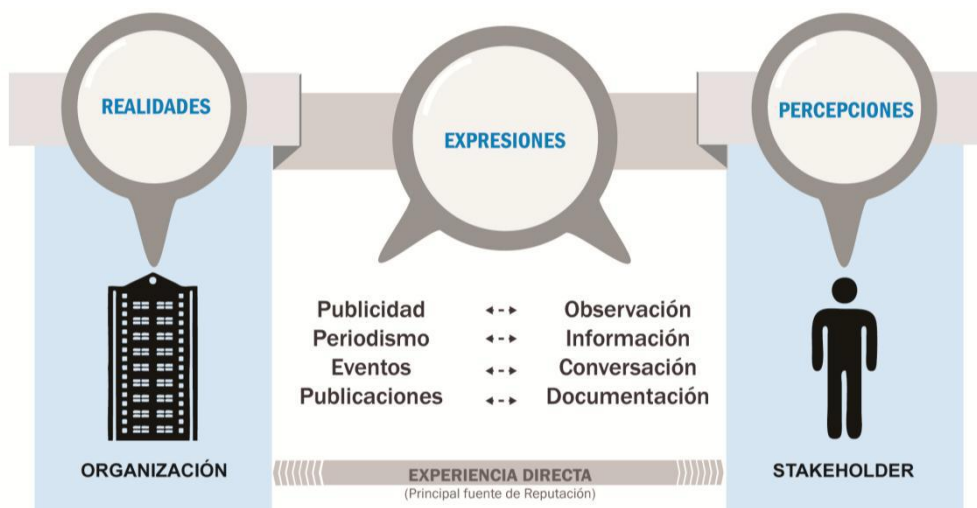 REALIDADES
EXPRESIONES
PERCEPCIONES
Publicidad Observación
Periodismo Información
Eventos Conversación
Publicaciones Documentación
ORGANIZACIÓN
EXPERIENCIA DIRECTA
(Principal fuente de Reputación)
STAKEHOLDER